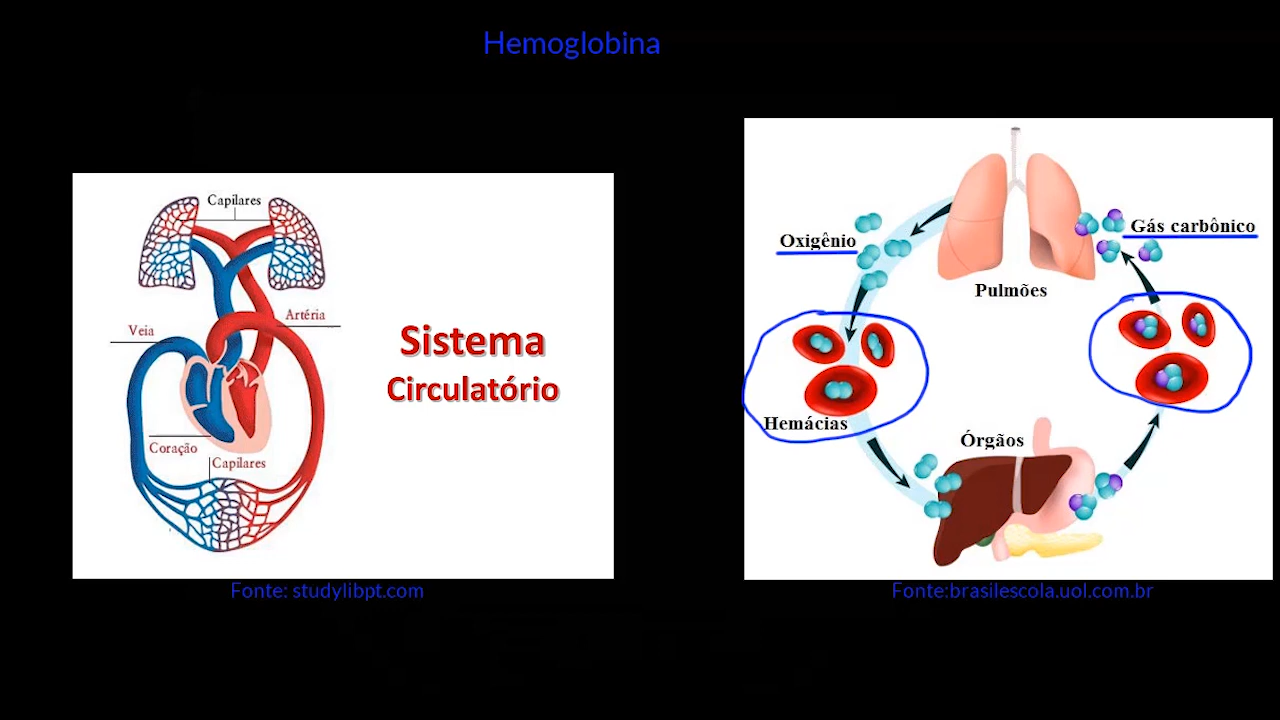 Hemoglobina
Capilares
Artéria
Veia
Sistema
Circulatório
Coração
Capilares
Fonte: studylibpt.com
Oxigênio
Gás carbônico
Pulmões
Hemácias
Órgãos
Fonte:brasilescola.uol.com.br